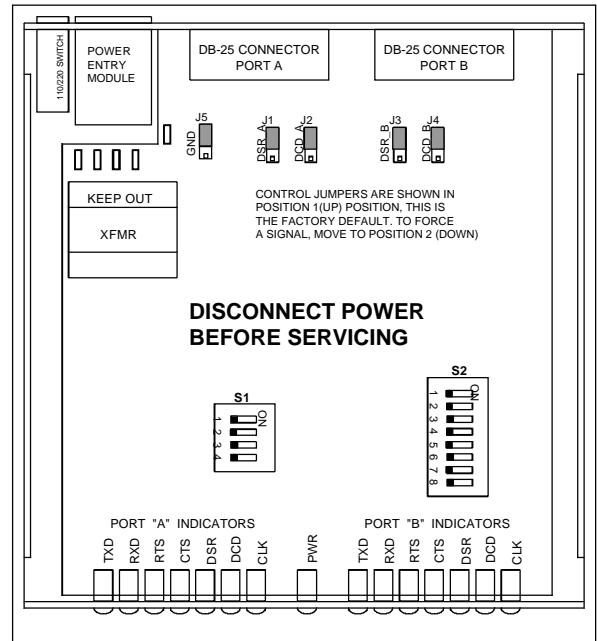 110/220 SWITCH
POWER
ENTRY
MODULE
DB-25 CONNECTOR
PORT A
DB-25 CONNECTOR
PORT B
J5
GND
J1
DSR_A
J2
DCD_A
J3
DSR_B
J4
DCD_B
KEEP OUT
XFMR
CONTROL JUMPERS ARE SHOWN IN
POSITION 1(UP) POSITION, THIS IS
THE FACTORY DEFAULT. TO FORCE
A SIGNAL, MOVE TO POSITION 2 (DOWN)
DISCONNECT POWER
BEFORE SERVICING
S1
ON
1
2
3
4
S2
ON
1
2
3
4
5
6
7
8
PORT "A" INDICATORS
PORT "B" INDICATORS
TXD
RXD
RTS
CTS
DSR
DCD
CLK
PWR
TXD
RXD
RTS
CTS
DSR
DCD
CLK